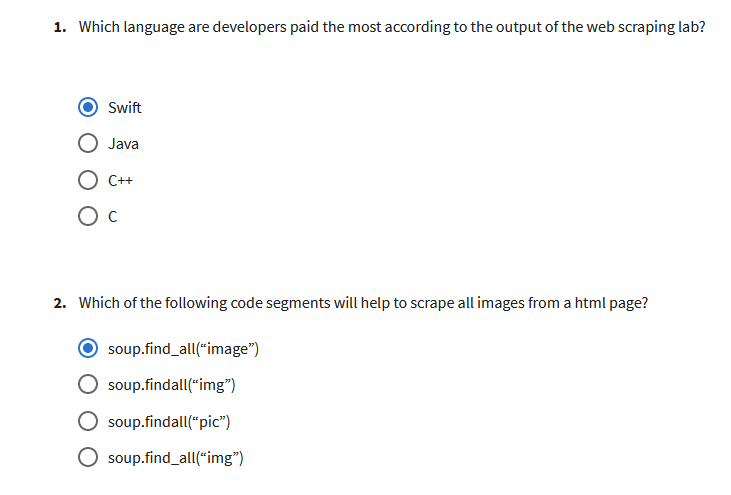 1. Which language are developers paid the most according to the output of the web scraping lab?
Swift
Java
C++
C
2. Which of the following code segments will help to scrape all images from a html page?
soup.find_all(“image”)
soup.findall(“img”)
soup.findall(“pic”)
soup.find_all(“img”)